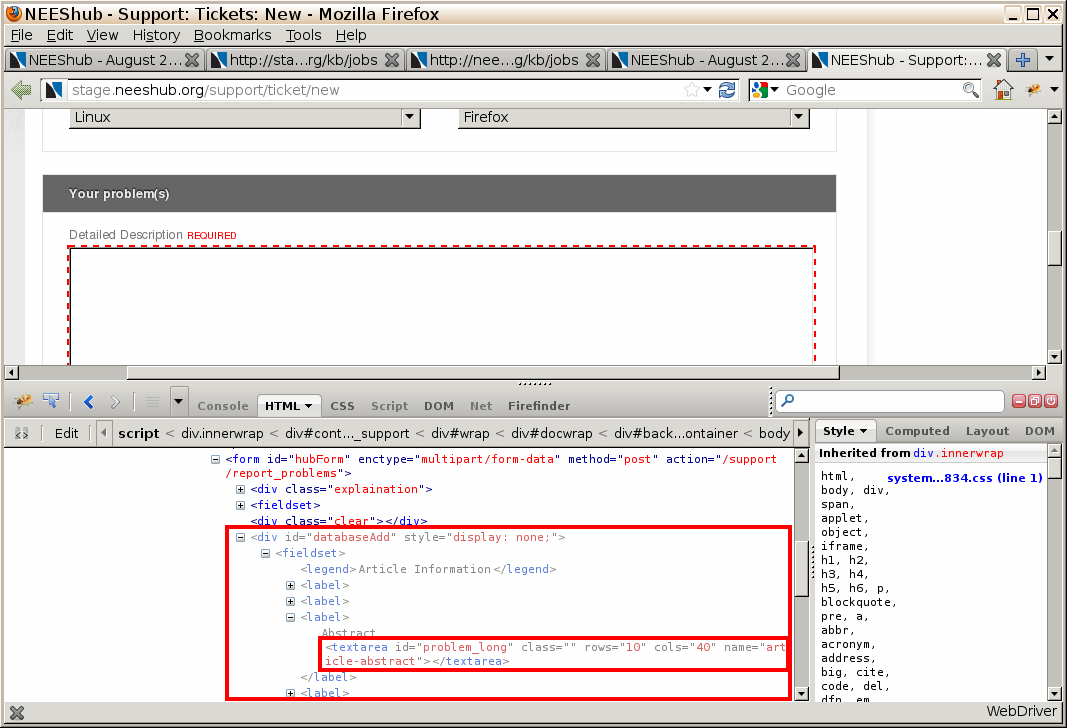 NEEShub - Support: Tickets: New - Mozilla Firefox
File Edit View History Bookmarks Tools Help
NEEShub - August 2... http://sta...rg/kb/jobs http://nee...g/kb/jobs NEEShub - August 2... NEEShub - Support:...
stage.neeshub.org/support/ticket/new Google
Linux Firefox
Your problem(s)
Detailed Description REQUIRED
Console HTML CSS Script DOM Net Firefinder
Edit script < div.innerwrap < div#cont..._support < div#wrap < div#docwrap < div#back...ontainer < body
Style Computed Layout DOM
<form id="hubForm" enctype="multipart/form-data" method="post" action="/support
/report_problems">
<div class="explaination">
<fieldset>
<div class="clear"></div>
<div id="databaseAdd" style="display: none;">
<fieldset>
<legend>Article Information</legend>
<label>
<label>
<label>
Abstract
<textarea id="problem_long" class="" rows="10" cols="40" name="art
icle-abstract"></textarea>
</label>
<label>
Inherited from div.innerwrap
html, system...834.css (line 1)
body, div,
span,
applet,
object,
iframe,
h1, h2,
h3, h4,
h5, h6, p,
blockquote,
pre, a,
abbr,
acronym,
address,
big, cite,
code, del,
dfn, em,
WebDriver